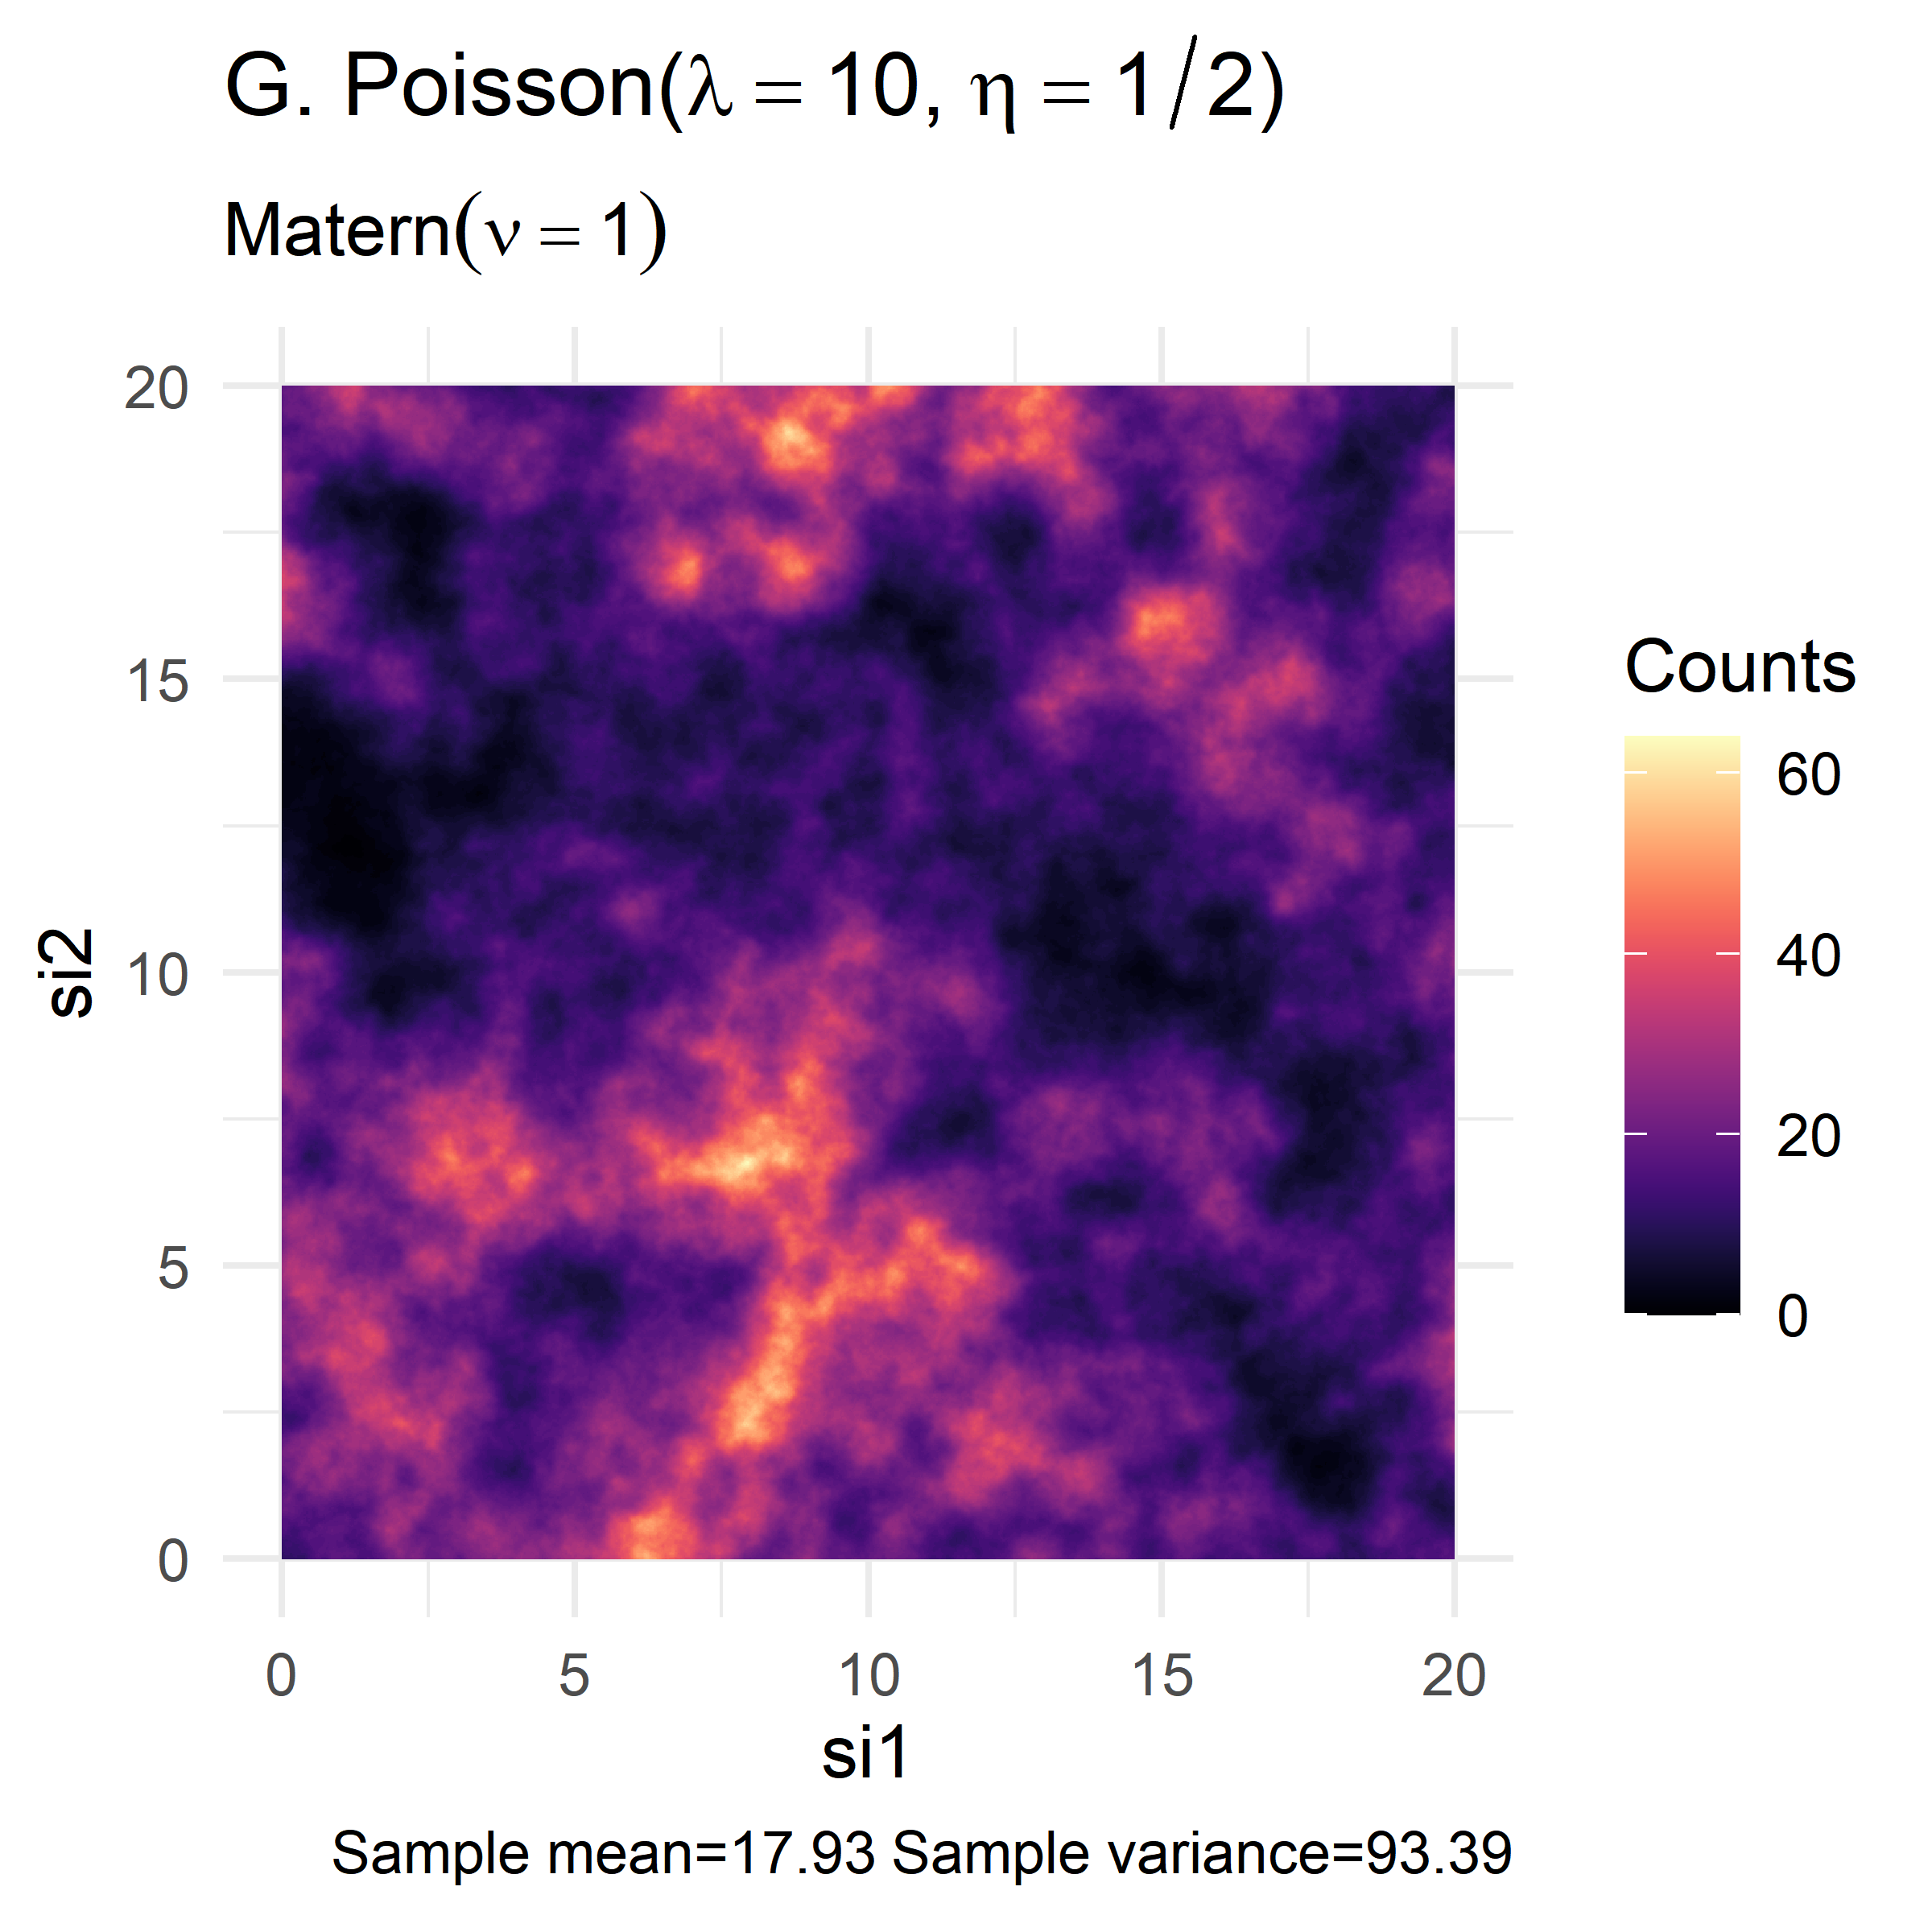 G. Poisson(λ = 10, η = 1/2)
Matern(ν = 1)
20
15
10
5
0
si2
0 5 10 15 20
si1
Counts
60
40
20
0
Sample mean=17.93 Sample variance=93.39